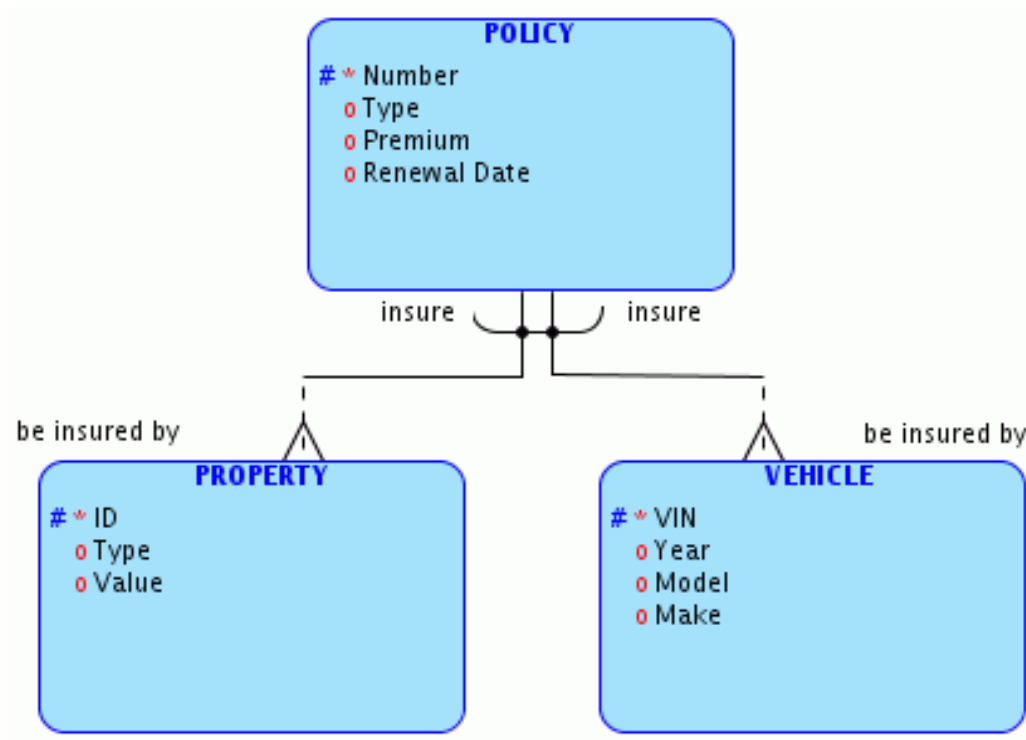 POLICY
# * Number
o Type
o Premium
o Renewal Date
insure insure
be insured by be insured by
PROPERTY
# * ID
o Type
o Value
VEHICLE
# * VIN
o Year
o Model
o Make